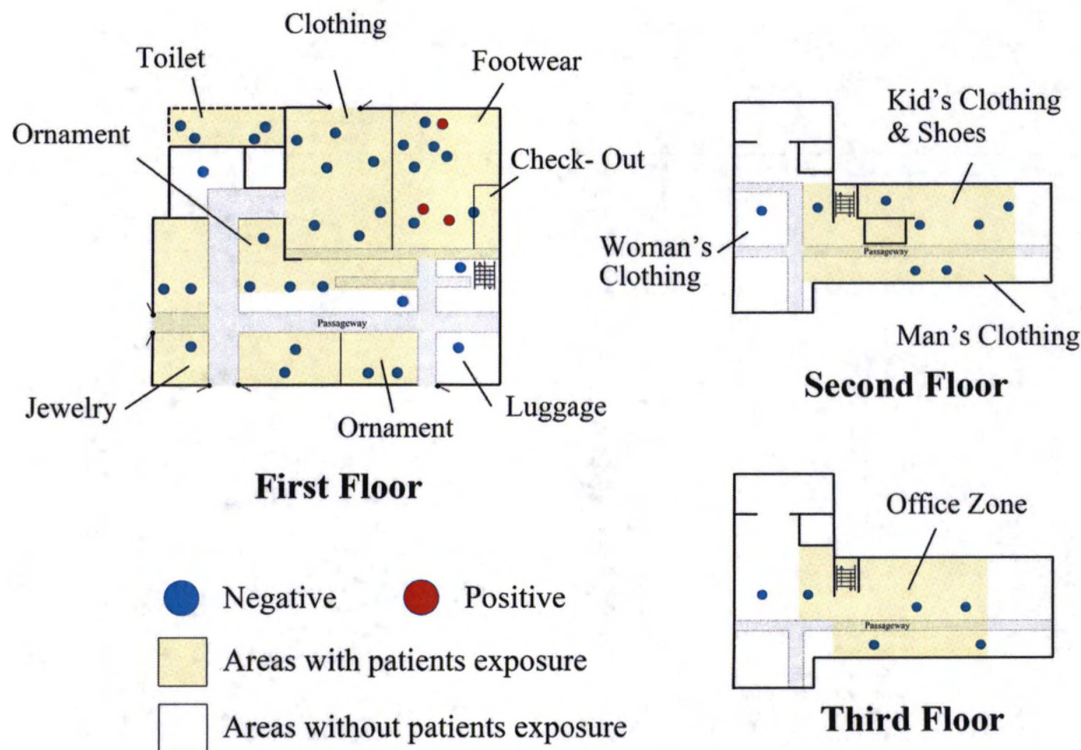 Clothing
Toilet
Footwear
Ornament
Check- Out
Passageway
Jewelry
Ornament
Luggage
First Floor
Kid's Clothing
& Shoes
Woman's
Clothing
Passageway
Man's Clothing
Second Floor
Office Zone
Passageway
Third Floor
Negative
Positive
Areas with patients exposure
Areas without patients exposure